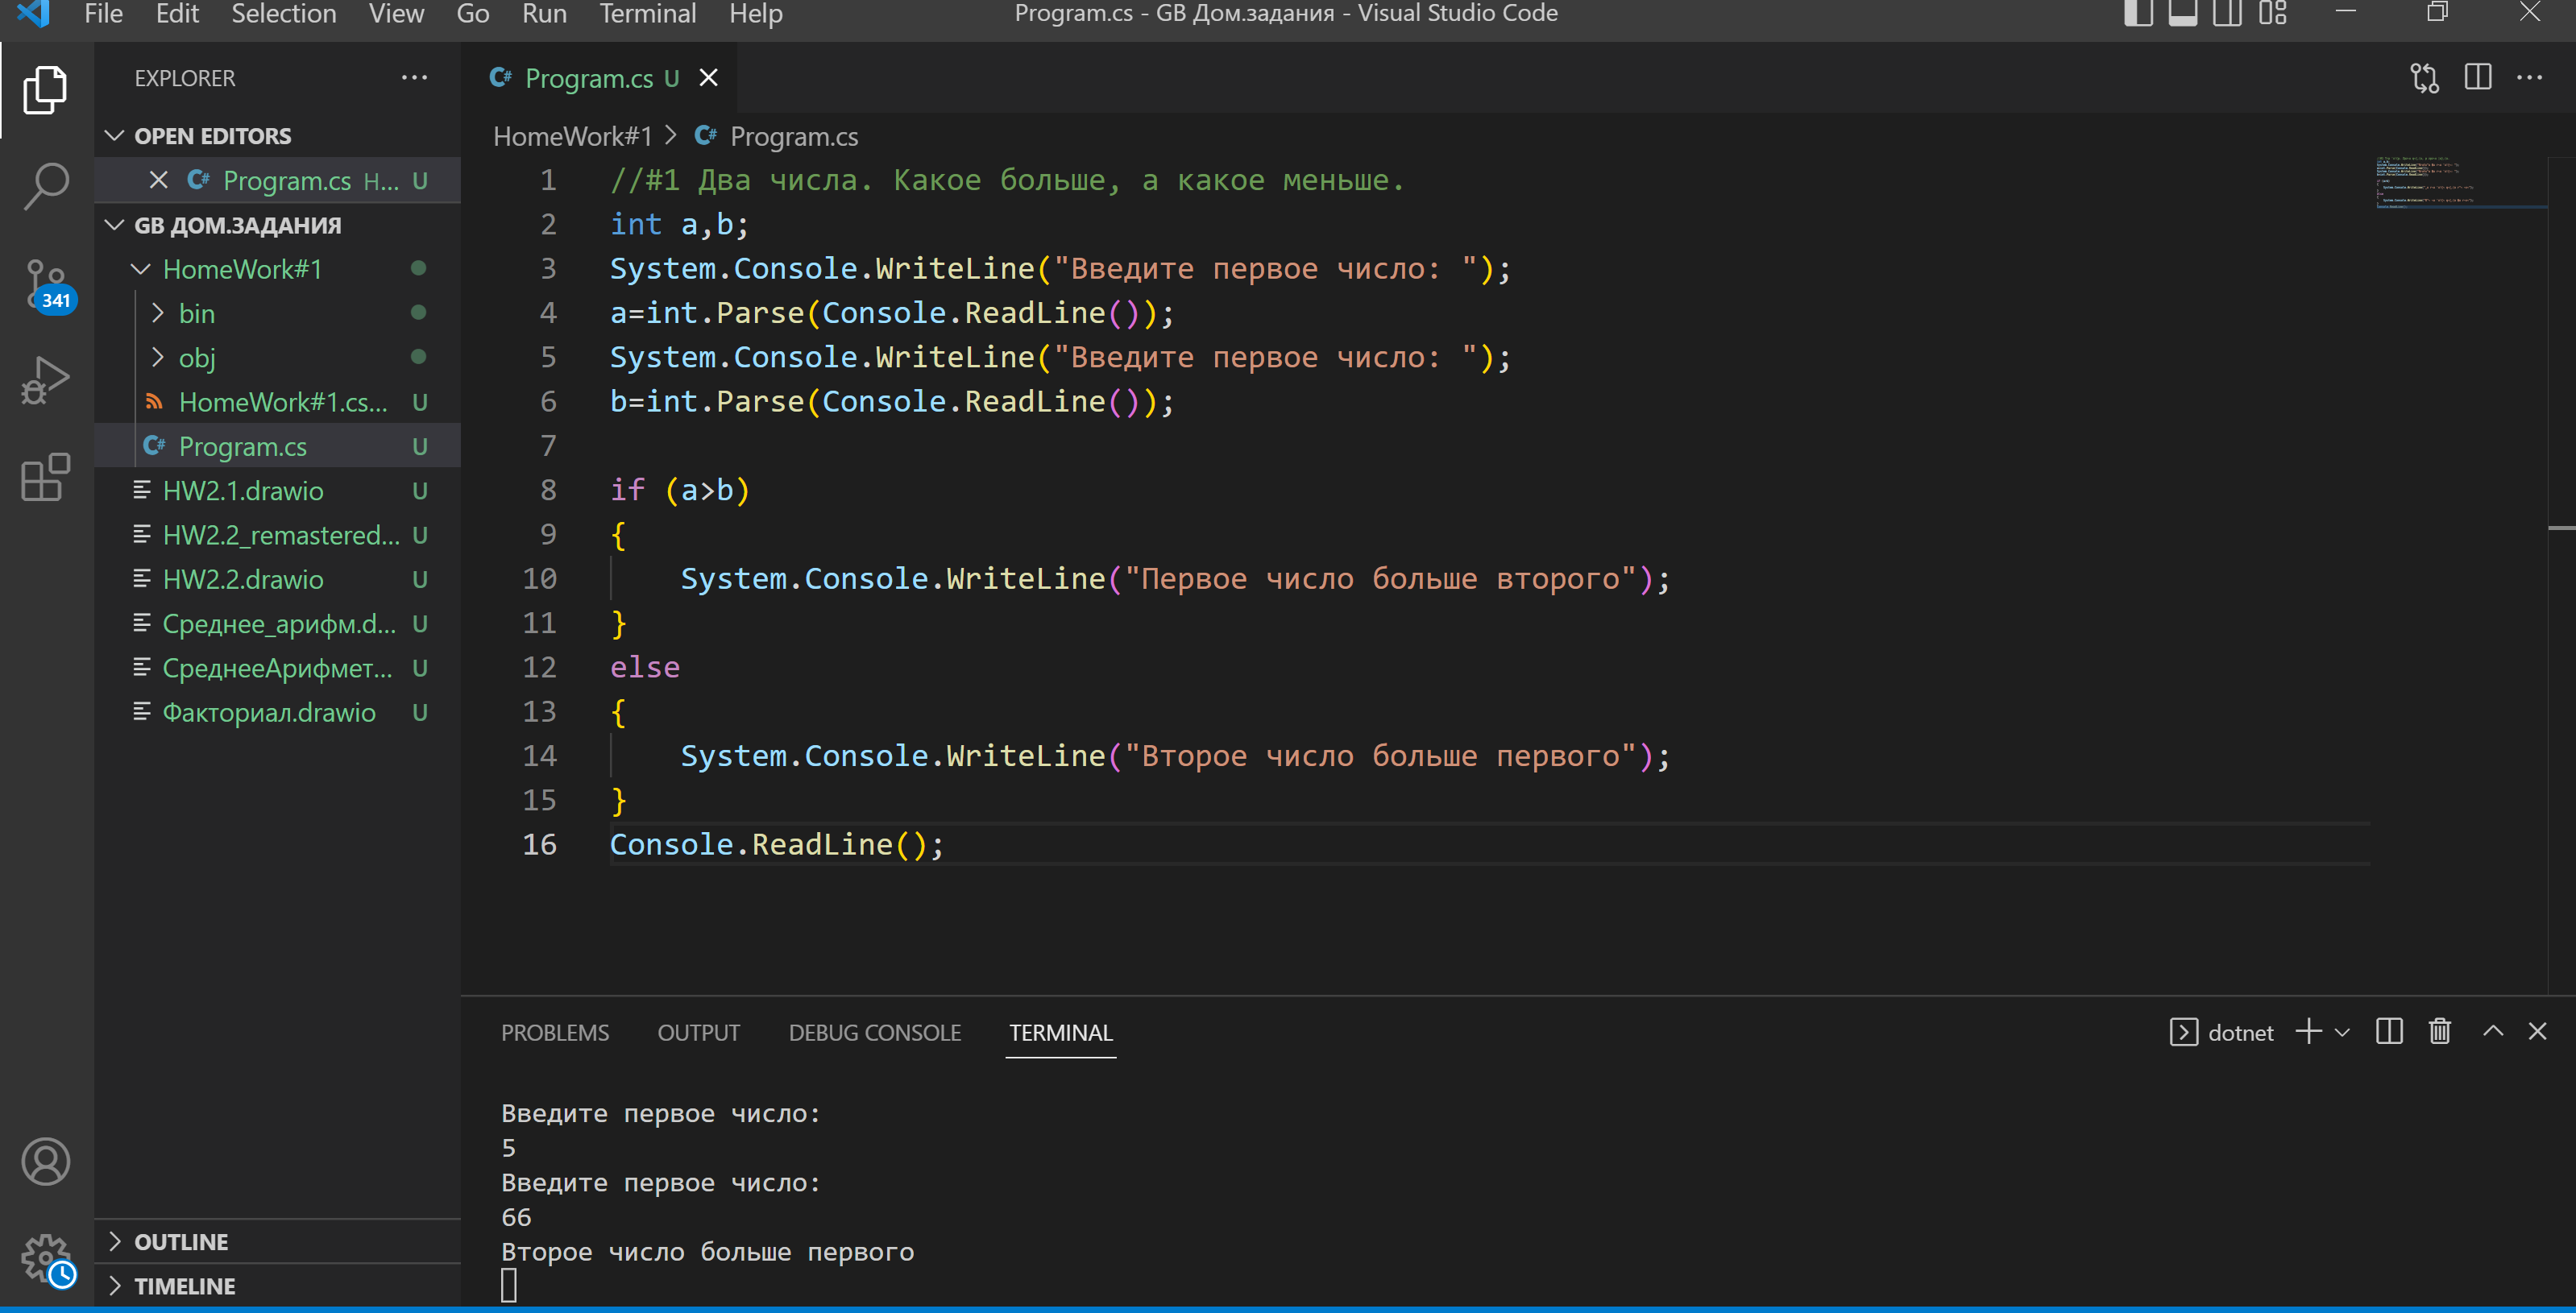 File Edit Selection View Go Run Terminal Help
Program.cs - GB Дом.задания - Visual Studio Code
EXPLORER
OPEN EDITORS
Program.cs H... U
GB ДОМ.ЗАДАНИЯ
HomeWork#1
bin
obj
HomeWork#1.cs... U
Program.cs U
HW2.1.drawio U
HW2.2_remastered... U
HW2.2.drawio U
Среднее_арифм.d... U
СреднееАрифмет... U
Факториал.drawio U
OUTLINE
TIMELINE
341
Program.cs U
HomeWork#1 > Program.cs
1 //#1 Два числа. Какое больше, а какое меньше.
2 int a,b;
3 System.Console.WriteLine("Введите первое число: ");
4 a=int.Parse(Console.ReadLine());
5 System.Console.WriteLine("Введите первое число: ");
6 b=int.Parse(Console.ReadLine());
7
8 if (a>b)
9 {
10 System.Console.WriteLine("Первое число больше второго");
11 }
12 else
13 {
14 System.Console.WriteLine("Второе число больше первого");
15 }
16 Console.ReadLine();
PROBLEMS OUTPUT DEBUG CONSOLE TERMINAL
dotnet
Введите первое число:
5
Введите первое число:
66
Второе число больше первого